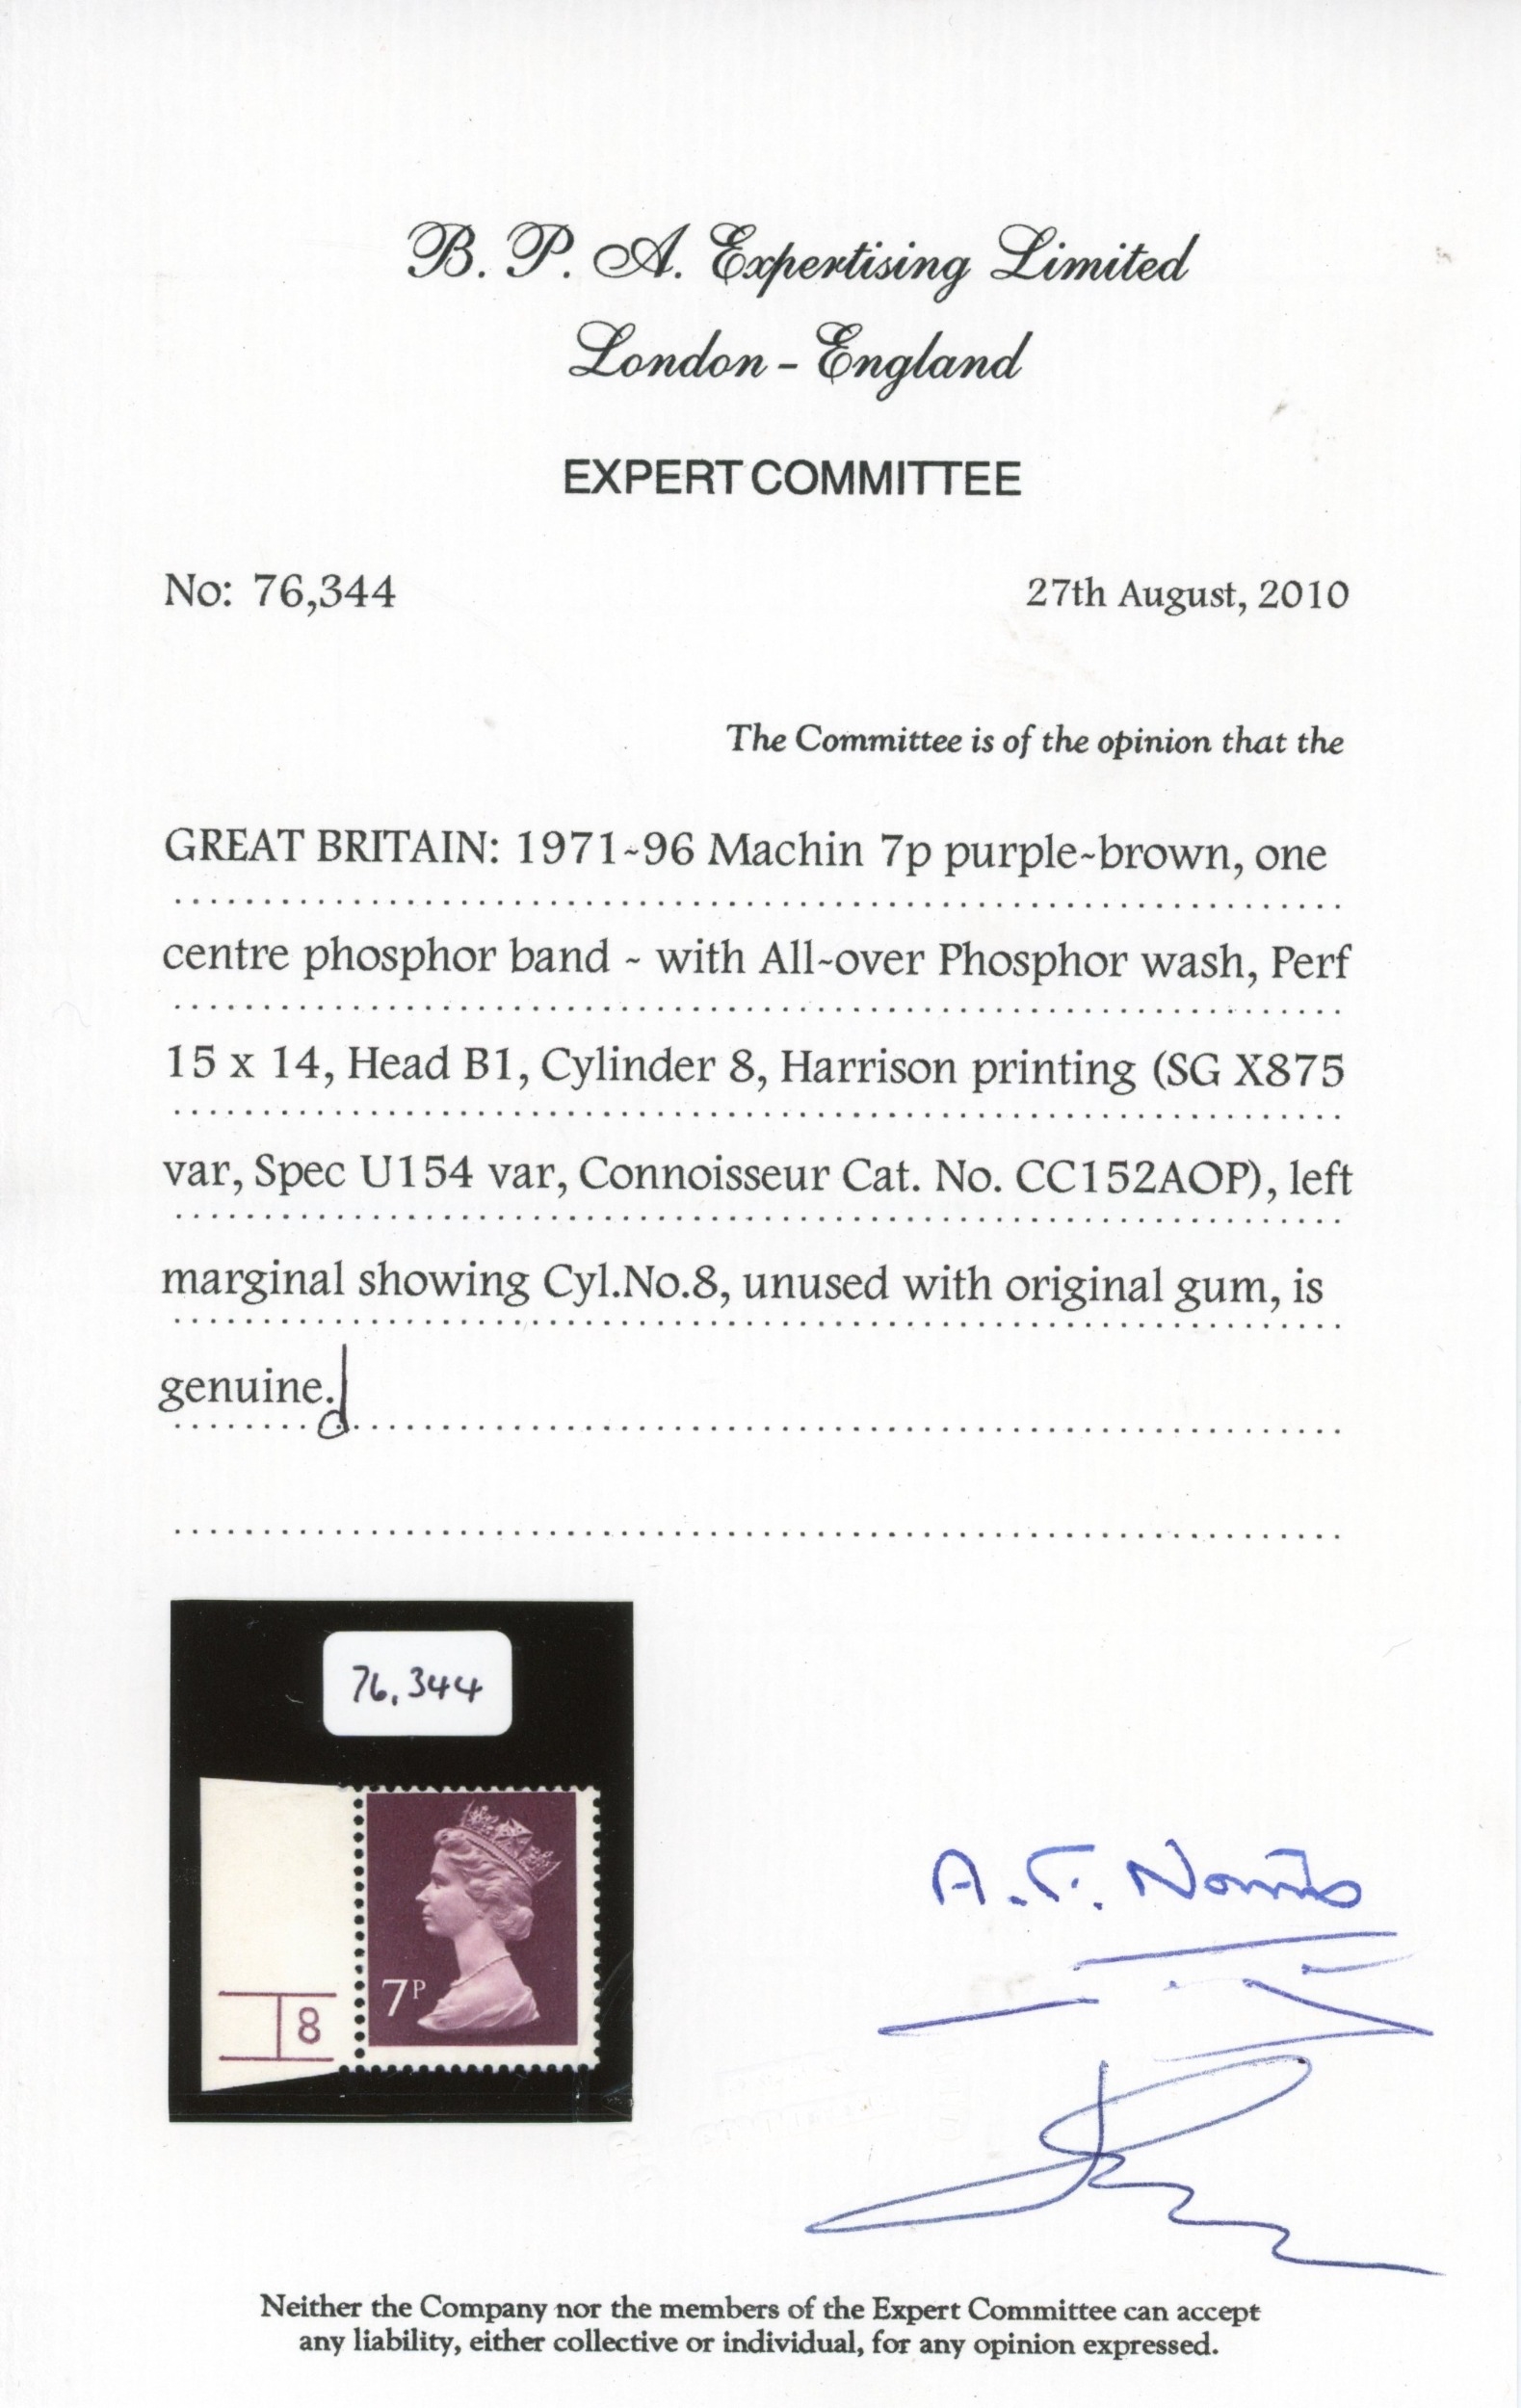 B. P. A. Expertising Limited
London - England
EXPERT COMMITTEE
No: 76,344
27th August, 2010
The Committee is of the opinion that the
GREAT BRITAIN: 1971~96 Machin 7p purple~brown, one
centre phosphor band ~ with All~over Phosphor wash, Perf
15 x 14, Head B1, Cylinder 8, Harrison printing (SG X875
var, Spec U154 var, Connoisseur Cat. No. CC152AOP), left
marginal showing Cyl.No.8, unused with original gum, is
genuine.
76,344
7P
8
A. F. Norris
Neither the Company nor the members of the Expert Committee can accept
any liability, either collective or individual, for any opinion expressed.